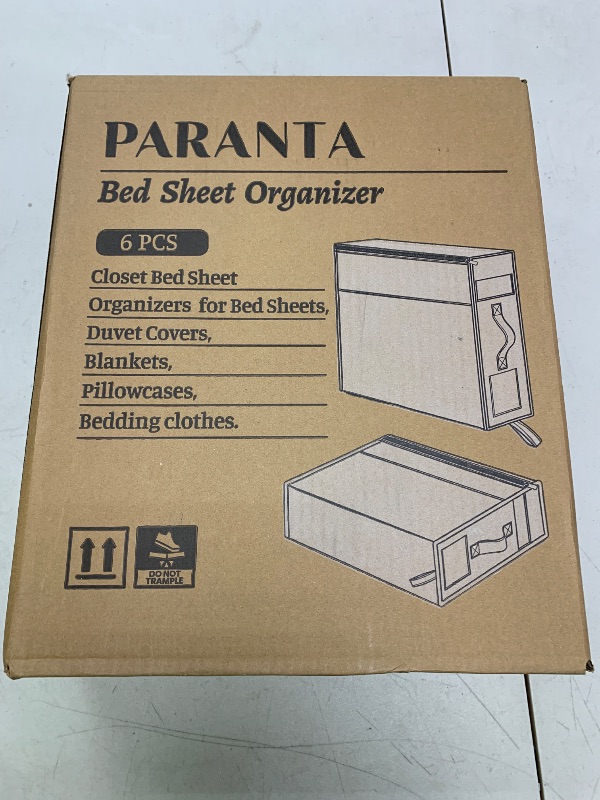 PARANTA
Bed Sheet Organizer
6 PCS
Closet Bed Sheet
Organizers for Bed Sheets,
Duvet Covers,
Blankets,
Pillowcases,
Bedding clothes.
DO NOT
TRAMPLE